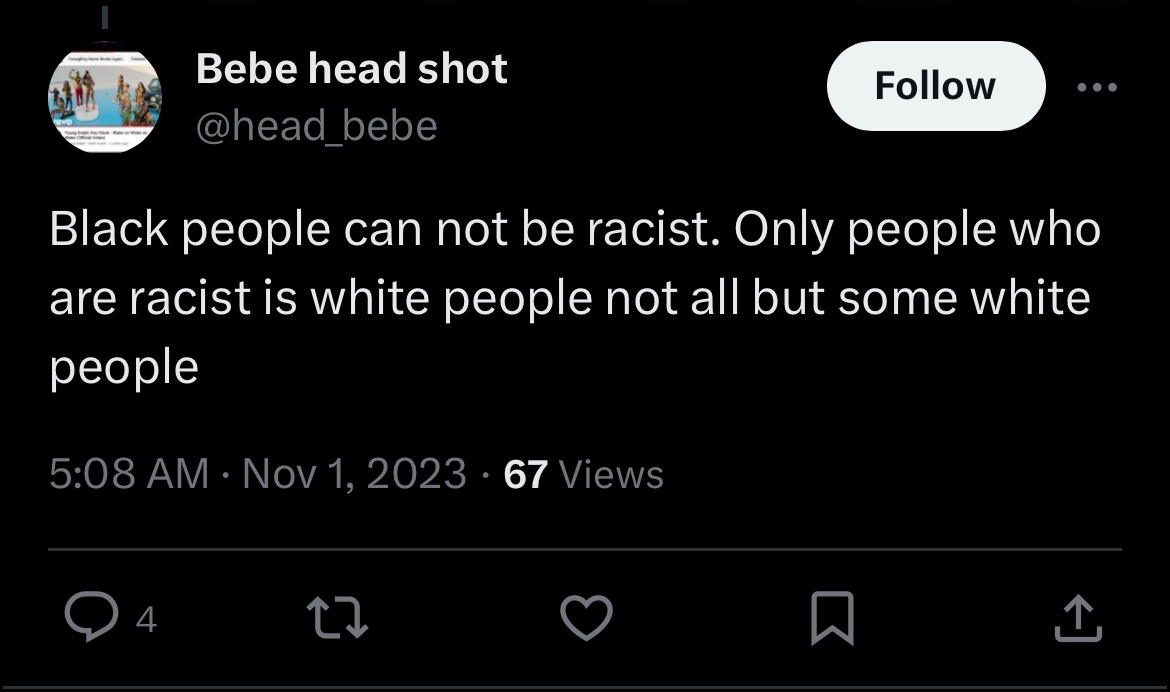 Bebe head shot
@head_bebe
Follow
Black people can not be racist. Only people who
are racist is white people not all but some white
people
5:08 AM · Nov 1, 2023 · 67 Views
4